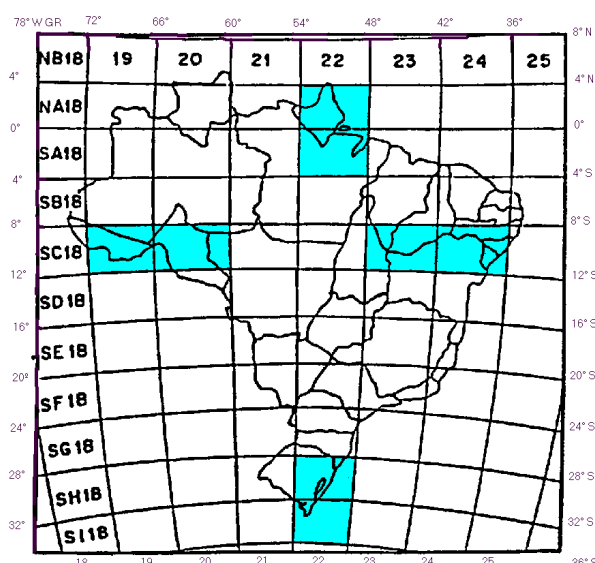 78° W GR 72° 66° 60° 54° 48° 42° 36° 8° N
NB18 19 20 21 22 23 24 25
4° 4° N
NA18
0° 0°
SA18
4° 4° S
SB18
8° 8° S
SC18
12° 12° S
SD18
16° 16° S
SE18
20° 20° S
SF18
24° 24° S
SG18
28° 28° S
SH18
32° 32° S
SI18
18 19 20 21 22 23 24 25 36° S